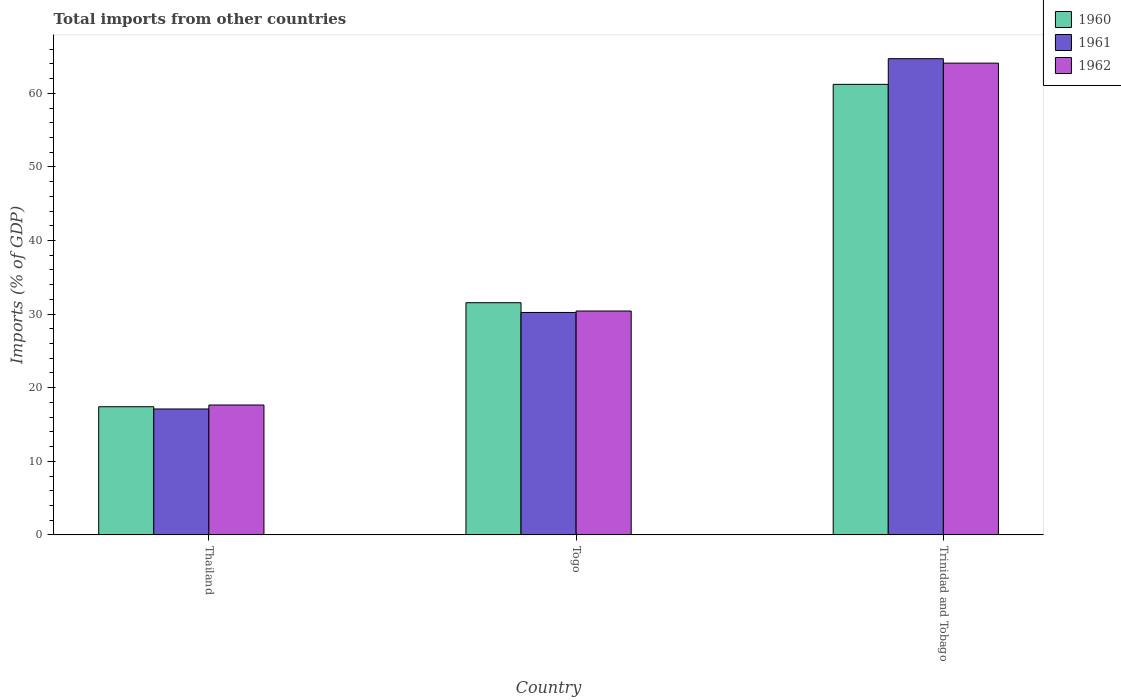 Total imports from other countries
1960
1961
1962
Imports (% of GDP)
60
50
40
30
20
10
0
Thailand
Togo
Trinidad and Tobago
Country